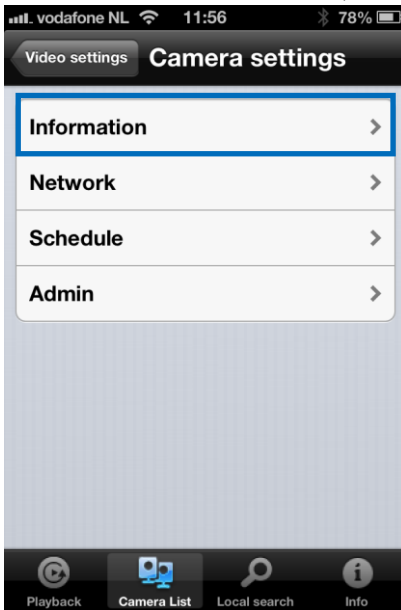 vodafone NL 11:56 78%
Video settings Camera settings
Information
Network
Schedule
Admin
Playback Camera List Local search Info